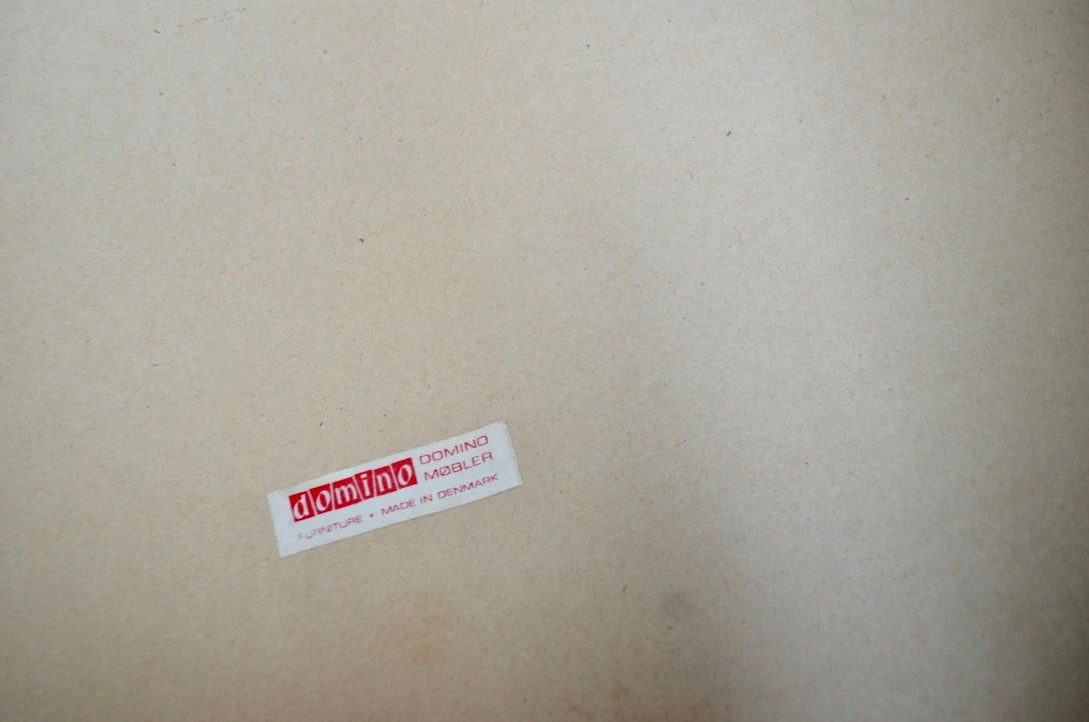 domino
DOMINO
MØBLER
FURNITURE • MADE IN DENMARK